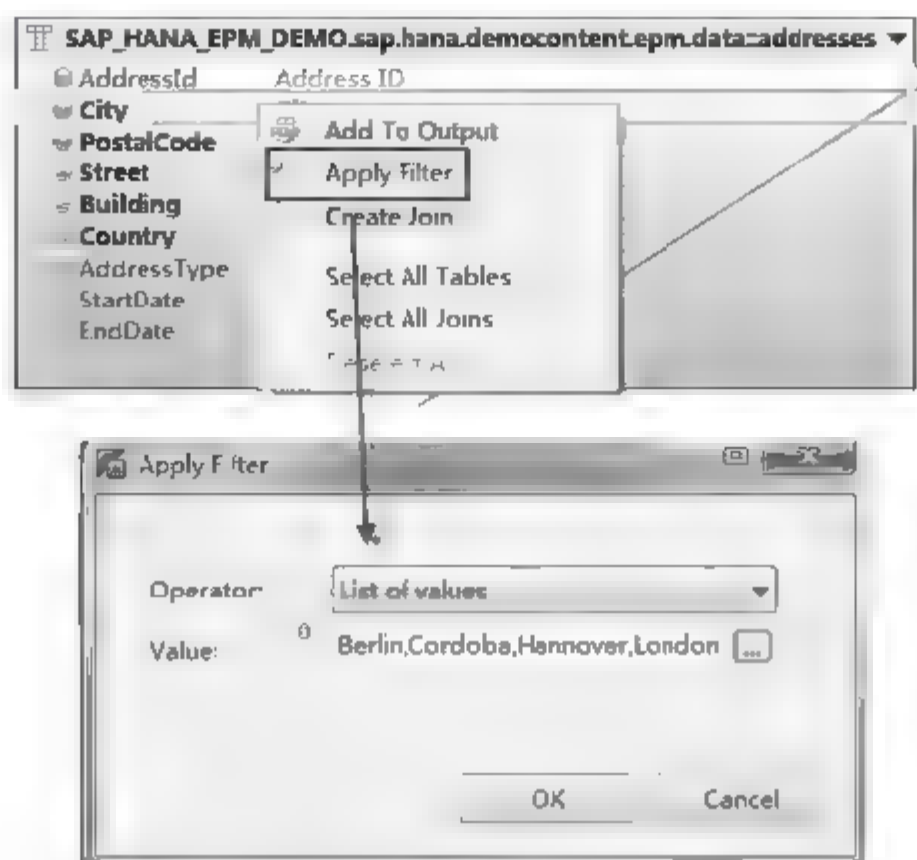 SAP_HANA_EPM_DEMO.sap.hana.democontent.epm.data::addresses
AddressId Address ID
City
PostalCode
Street
Building
Country
AddressType
StartDate
EndDate
Add To Output
Apply Filter
Create Join
Select All Tables
Select All Joins
Apply Filter
Operator: List of values
Value: Berlin,Cordoba,Hannover,London ...
OK Cancel